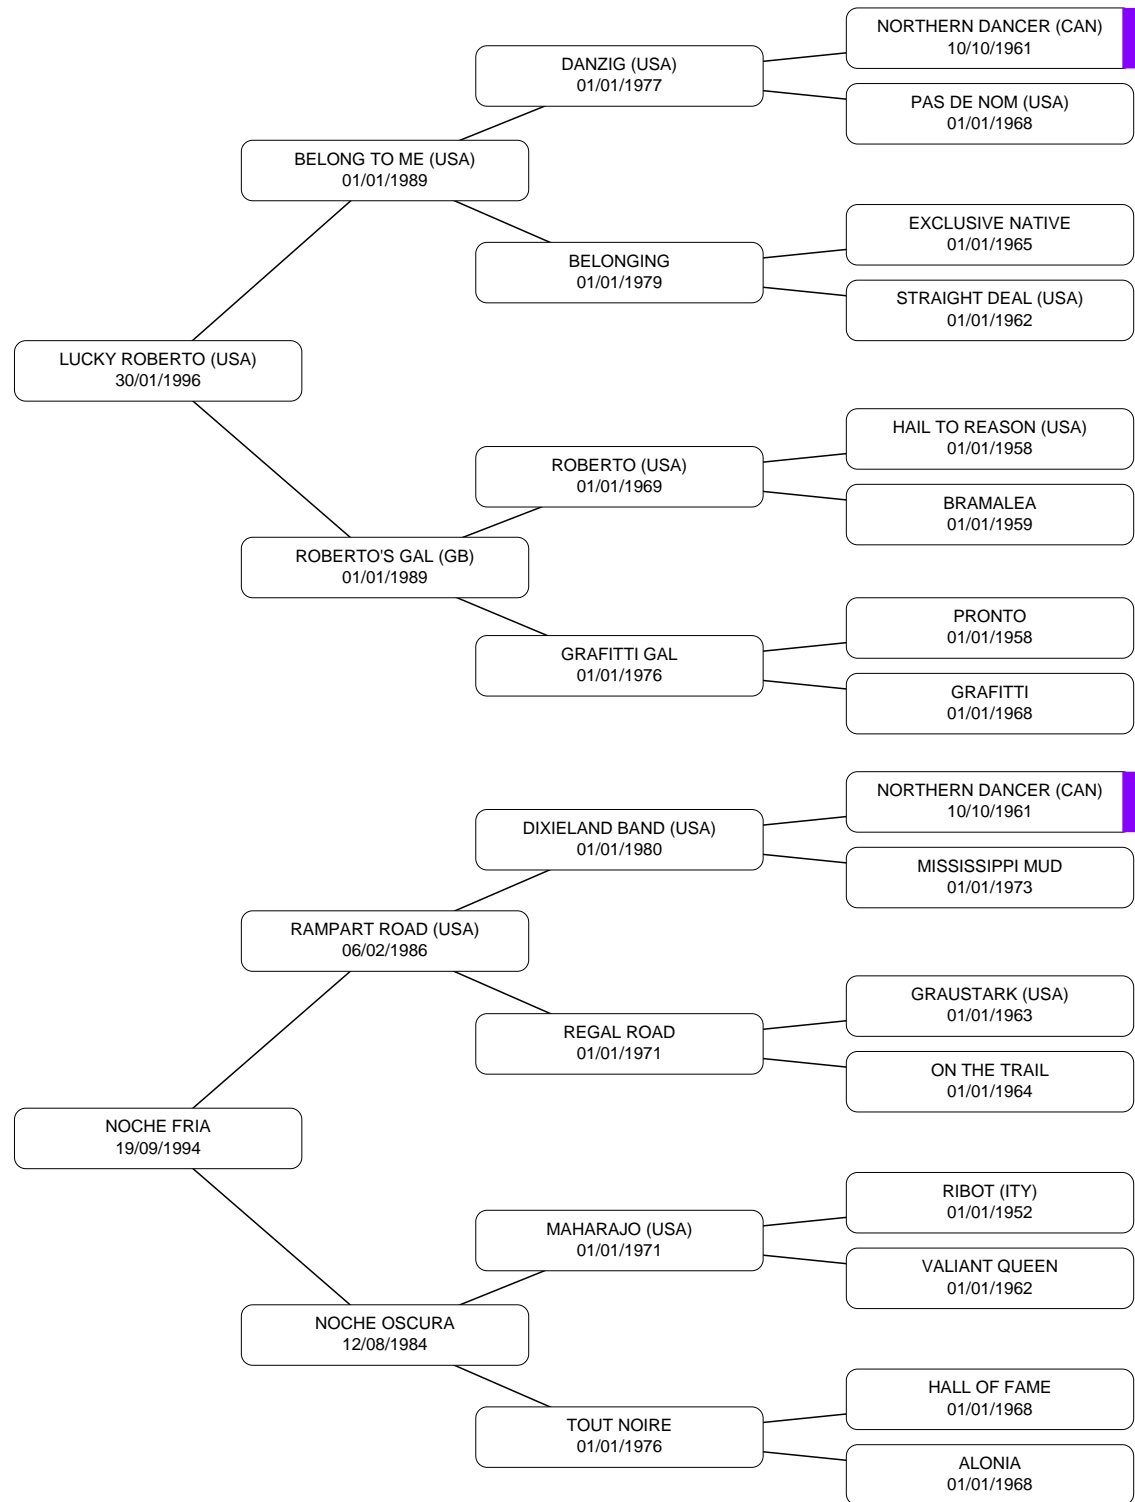 NORTHERN DANCER (CAN)
10/10/1961
DANZIG (USA)
01/01/1977
PAS DE NOM (USA)
01/01/1968
BELONG TO ME (USA)
01/01/1989
EXCLUSIVE NATIVE
01/01/1965
BELONGING
01/01/1979
STRAIGHT DEAL (USA)
01/01/1962
LUCKY ROBERTO (USA)
30/01/1996
HAIL TO REASON (USA)
01/01/1958
ROBERTO (USA)
01/01/1969
BRAMALEA
01/01/1959
ROBERTO'S GAL (GB)
01/01/1989
PRONTO
01/01/1958
GRAFITTI GAL
01/01/1976
GRAFITTI
01/01/1968
NORTHERN DANCER (CAN)
10/10/1961
DIXIELAND BAND (USA)
01/01/1980
MISSISSIPPI MUD
01/01/1973
RAMPART ROAD (USA)
06/02/1986
GRAUSTARK (USA)
01/01/1963
REGAL ROAD
01/01/1971
ON THE TRAIL
01/01/1964
NOCHE FRIA
19/09/1994
RIBOT (ITY)
01/01/1952
MAHARAJO (USA)
01/01/1971
VALIANT QUEEN
01/01/1962
NOCHE OSCURA
12/08/1984
HALL OF FAME
01/01/1968
TOUT NOIRE
01/01/1976
ALONIA
01/01/1968